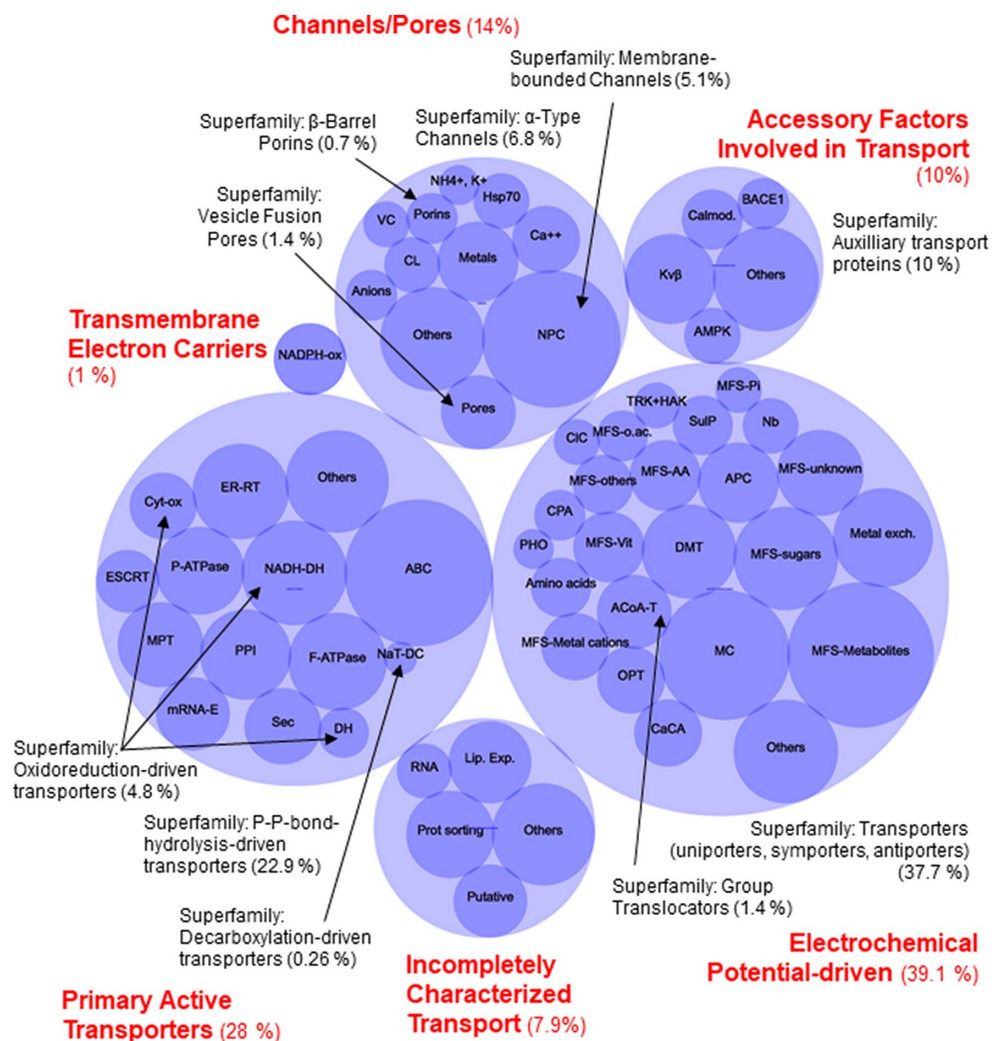 Channels/Pores (14%)
Superfamily: Membrane-
bounded Channels (5.1%)
Superfamily: β-Barrel
Porins (0.7 %)
Superfamily: α-Type
Channels (6.8 %)
Superfamily:
Vesicle Fusion
Pores (1.4 %)
NH4+, K+
Hsp70
VC
Porins
Ca++
CL
Metals
Anions
Others
NPC
Pores
Accessory Factors
Involved in Transport
(10%)
BACE1
Calmod.
Kvβ
Others
AMPK
Superfamily:
Auxilliary transport
proteins (10 %)
Transmembrane
Electron Carriers
(1 %)
NADPH-ox
Others
ER-RT
Cyt-ox
ABC
P-ATPase
NADH-DH
ESCRT
MPT
PPI
F-ATPase
NaT-DC
mRNA-E
Sec
DH
Superfamily:
Oxidoreduction-driven
transporters (4.8 %)
Superfamily: P-P-bond-
hydrolysis-driven
transporters (22.9 %)
Superfamily:
Decarboxylation-driven
transporters (0.26 %)
Primary Active
Transporters (28 %)
MFS-Pi
TRK+HAK
SulP
Nb
ClC
MFS-o.ac.
MFS-others
MFS-AA
APC
MFS-unknown
CPA
PHO
MFS-Vit
DMT
MFS-sugars
Metal exch.
Amino acids
ACoA-T
MFS-Metal cations
OPT
MC
MFS-Metabolites
CaCA
Others
Superfamily: Transporters
(uniporters, symporters, antiporters)
(37.7 %)
Superfamily: Group
Translocators (1.4 %)
Electrochemical
Potential-driven (39.1 %)
RNA
Lip. Exp.
Prot sorting
Others
Putative
Incompletely
Characterized
Transport (7.9%)